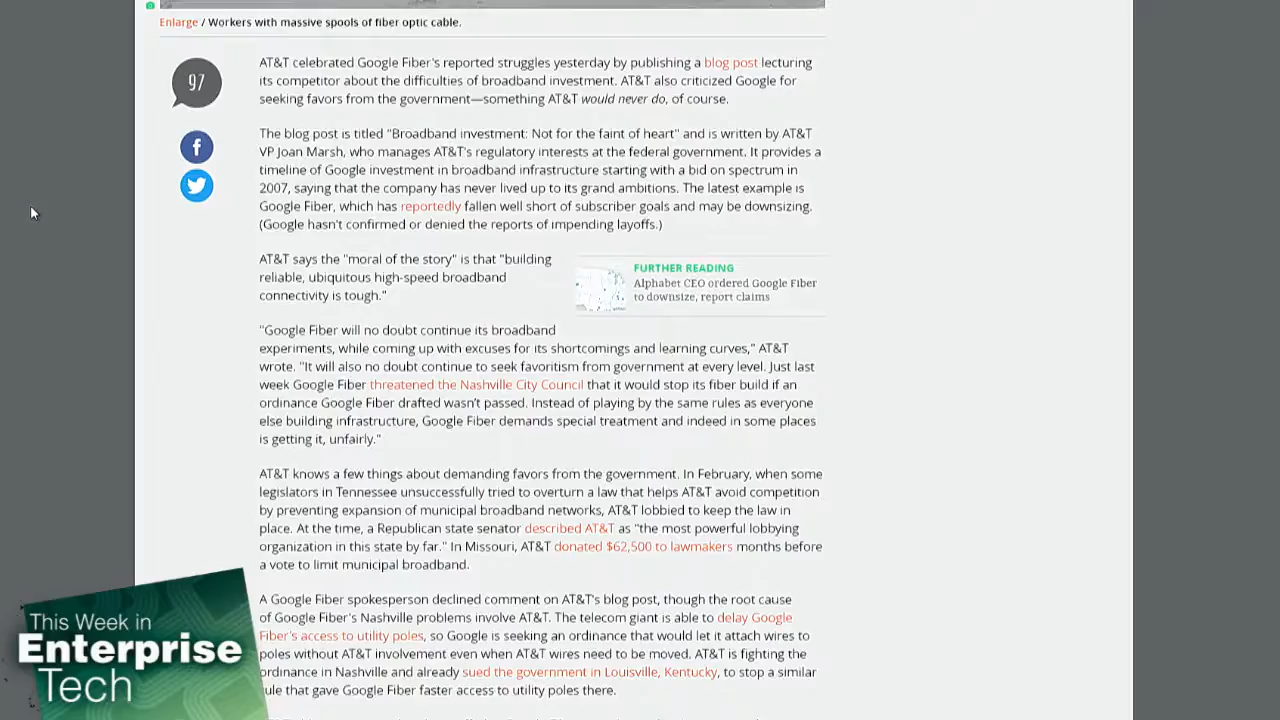 Enlarge / Workers with massive spools of fiber optic cable.
97
AT&T celebrated Google Fiber's reported struggles yesterday by publishing a blog post lecturing
its competitor about the difficulties of broadband investment. AT&T also criticized Google for
seeking favors from the government—something AT&T would never do, of course.
The blog post is titled "Broadband investment: Not for the faint of heart" and is written by AT&T
VP Joan Marsh, who manages AT&T's regulatory interests at the federal government. It provides a
timeline of Google investment in broadband infrastructure starting with a bid on spectrum in
2007, saying that the company has never lived up to its grand ambitions. The latest example is
Google Fiber, which has reportedly fallen well short of subscriber goals and may be downsizing.
(Google hasn't confirmed or denied the reports of impending layoffs.)
AT&T says the "moral of the story" is that "building
reliable, ubiquitous high-speed broadband
connectivity is tough."
FURTHER READING
Alphabet CEO ordered Google Fiber
to downsize, report claims
"Google Fiber will no doubt continue its broadband
experiments, while coming up with excuses for its shortcomings and learning curves," AT&T
wrote. "It will also no doubt continue to seek favoritism from government at every level. Just last
week Google Fiber threatened the Nashville City Council that it would stop its fiber build if an
ordinance Google Fiber drafted wasn't passed. Instead of playing by the same rules as everyone
else building infrastructure, Google Fiber demands special treatment and indeed in some places
is getting it, unfairly."
AT&T knows a few things about demanding favors from the government. In February, when some
legislators in Tennessee unsuccessfully tried to overturn a law that helps AT&T avoid competition
by preventing expansion of municipal broadband networks, AT&T lobbied to keep the law in
place. At the time, a Republican state senator described AT&T as "the most powerful lobbying
organization in this state by far." In Missouri, AT&T donated $62,500 to lawmakers months before
a vote to limit municipal broadband.
A Google Fiber spokesperson declined comment on AT&T's blog post, though the root cause
of Google Fiber's Nashville problems involve AT&T. The telecom giant is able to delay Google
Fiber's access to utility poles, so Google is seeking an ordinance that would let it attach wires to
poles without AT&T involvement even when AT&T wires need to be moved. AT&T is fighting the
ordinance in Nashville and already sued the government in Louisville, Kentucky, to stop a similar
rule that gave Google Fiber faster access to utility poles there.
This Week in
Enterprise
Tech